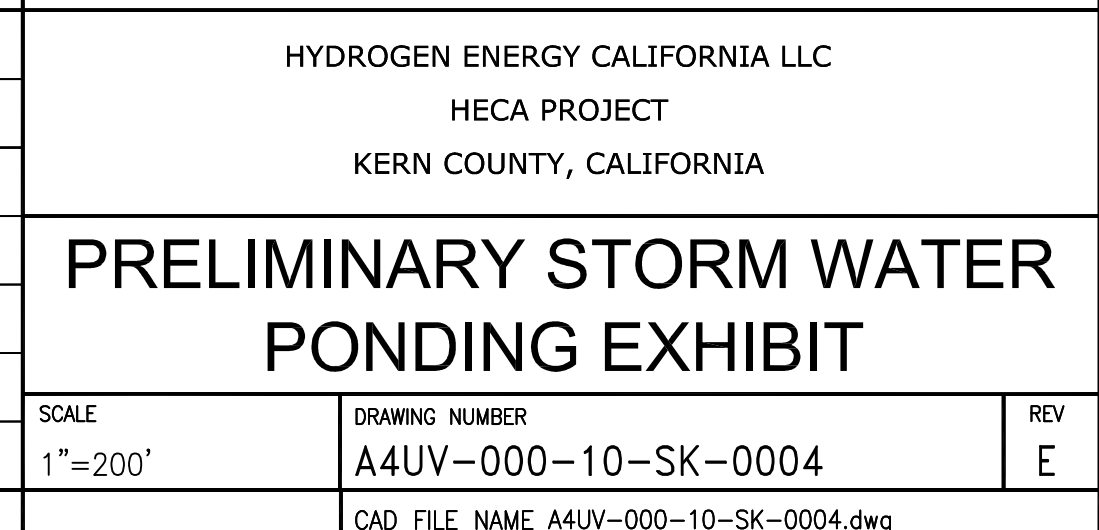 HYDROGEN ENERGY CALIFORNIA LLC
HECA PROJECT
KERN COUNTY, CALIFORNIA
PRELIMINARY STORM WATER
PONDING EXHIBIT
SCALE
1"=200'
DRAWING NUMBER
A4UV-000-10-SK-0004
REV
E
CAD FILE NAME A4UV-000-10-SK-0004.dwg